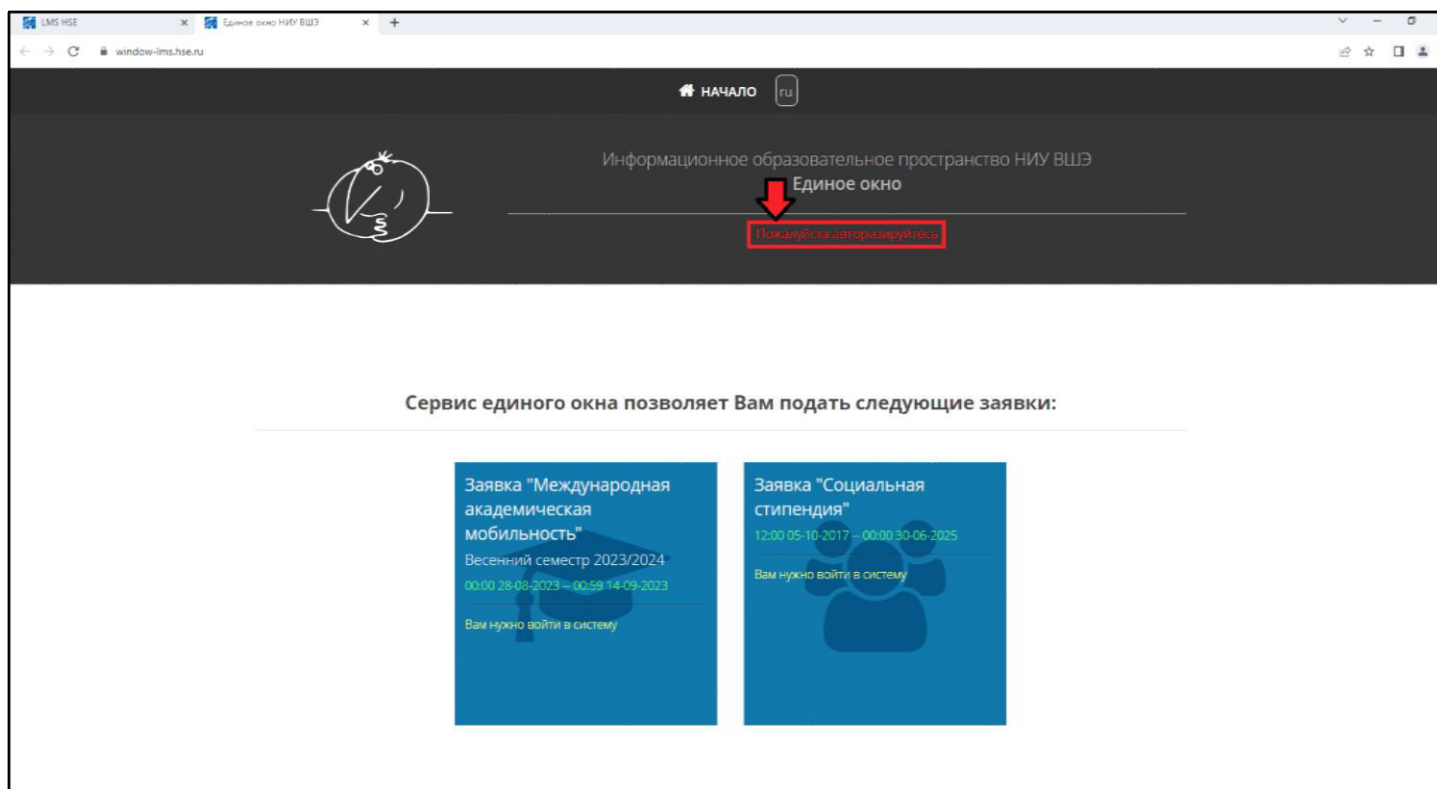 LMS HSE
Единое окно НИУ ВШЭ
window-lms.hse.ru
НАЧАЛО
ru
Информационное образовательное пространство НИУ ВШЭ
Единое окно
Пожалуйста авторизируйтесь
Сервис единого окна позволяет Вам подать следующие заявки:
Заявка "Международная
академическая
мобильность"
Весенний семестр 2023/2024
00:00 28-08-2023 – 00:59 14-09-2023
Вам нужно войти в систему
Заявка "Социальная
стипендия"
12:00 05-10-2017 – 00:00 30-06-2025
Вам нужно войти в систему